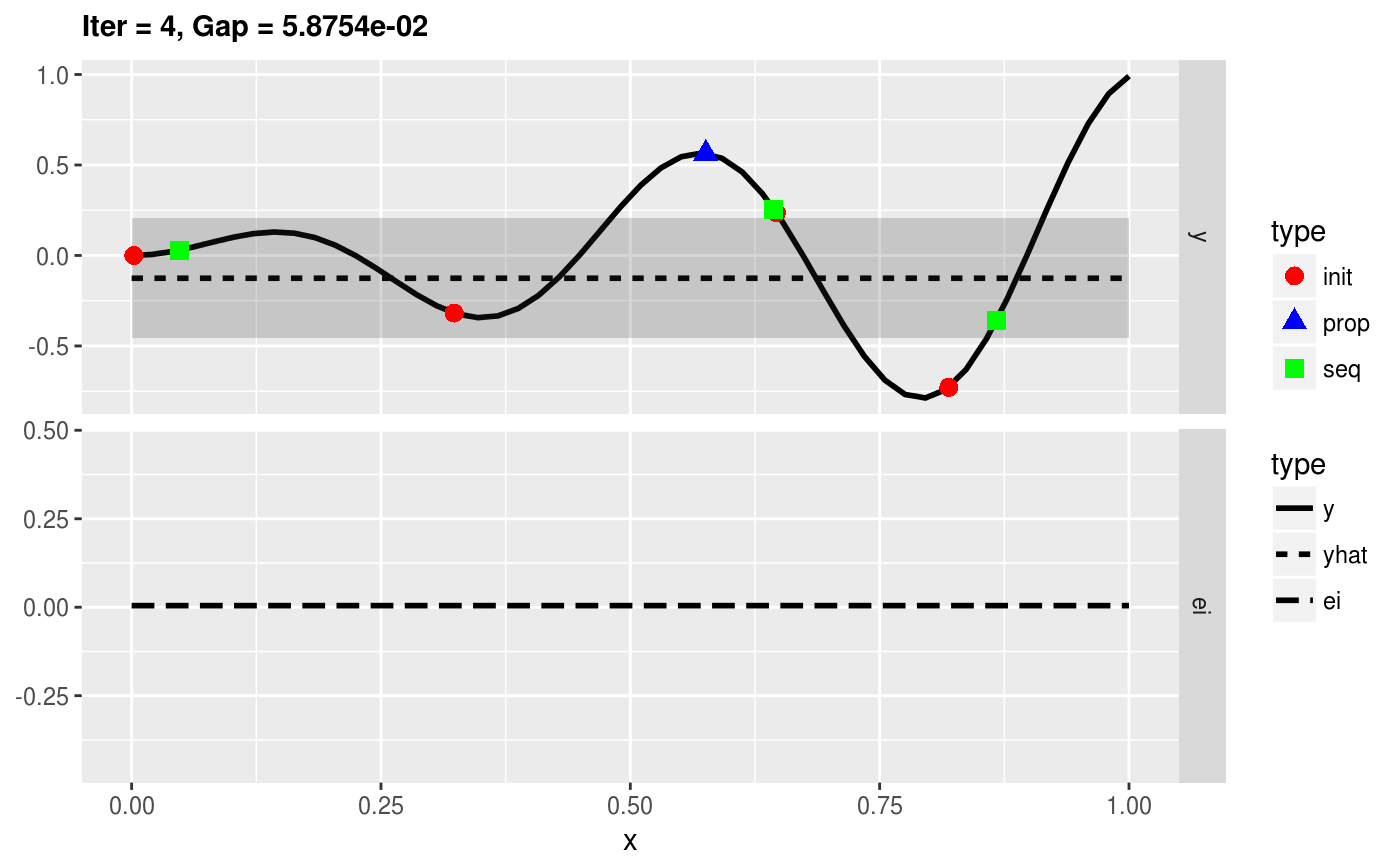 Iter = 4, Gap = 5.8754e-02
1.0
0.5
0.0
-0.5
y
0.50
0.25
0.00
-0.25
ei
0.00
0.25
0.50
0.75
1.00
x
type
init
prop
seq
type
y
yhat
ei